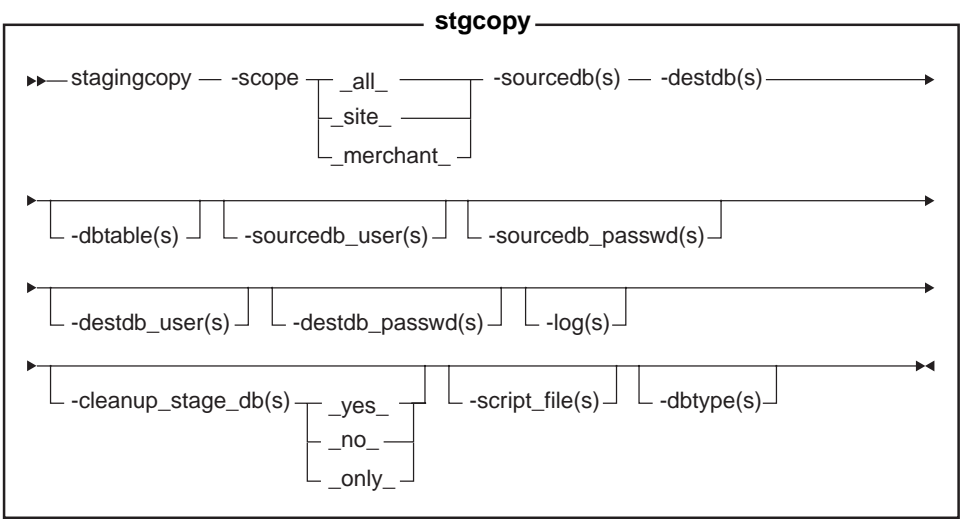 stgcopy
stagingcopy -scope _all_ -sourcedb(s) -destdb(s)
_site_
_merchant_
-dbtable(s) -sourcedb_user(s) -sourcedb_passwd(s)
-destdb_user(s) -destdb_passwd(s) -log(s)
-cleanup_stage_db(s) _yes_ -script_file(s) -dbtype(s)
_no_
_only_